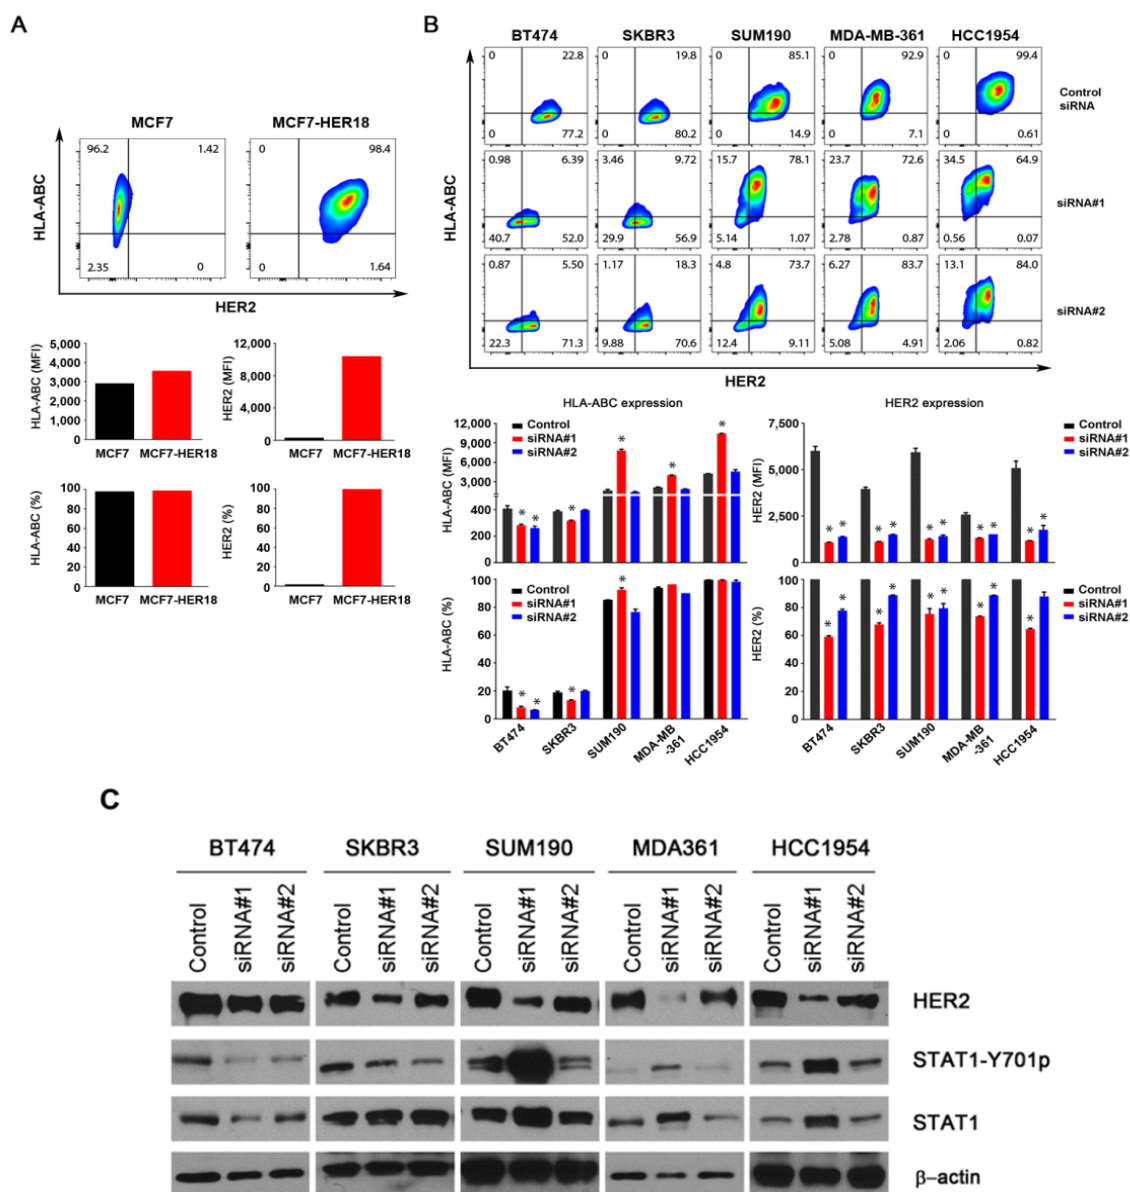 A
MCF7 MCF7-HER18
96.2 1.42 0 98.4
2.35 0 0 1.64
HLA-ABC
HER2
5,000
4,000
3,000
2,000
1,000
0
HLA-ABC (MFI)
MCF7 MCF7-HER18
12,000
8,000
4,000
0
HER2 (MFI)
MCF7 MCF7-HER18
100
80
60
40
20
0
HLA-ABC (%)
MCF7 MCF7-HER18
100
80
60
40
20
0
HER2 (%)
MCF7 MCF7-HER18
B
BT474 SKBR3 SUM190 MDA-MB-361 HCC1954
0 22.8 0 19.8 0 85.1 0 92.9 0 99.4
Control
siRNA
0 77.2 0 80.2 0 14.9 0 7.1 0 0.61
0.98 6.39 3.46 9.72 15.7 78.1 23.7 72.6 34.5 64.9
siRNA#1
40.7 52.0 29.9 56.9 5.14 1.07 2.78 0.87 0.56 0.07
0.87 5.50 1.17 18.3 4.8 73.7 6.27 83.7 13.1 84.0
siRNA#2
22.3 71.3 9.88 70.6 12.4 9.11 5.08 4.91 2.06 0.82
HLA-ABC
HER2
HLA-ABC expression
12,000
9,000
6,000
3,000
400
200
0
HLA-ABC (MFI)
Control
siRNA#1
siRNA#2
* * * * * *
100
80
60
40
20
0
HLA-ABC (%)
Control
siRNA#1
siRNA#2
* * * *
BT474 SKBR3 SUM190 MDA-MB
-361 HCC1954
HER2 expression
7,500
5,000
2,500
0
HER2 (MFI)
Control
siRNA#1
siRNA#2
* * * * * * * * * *
100
80
60
40
20
0
HER2 (%)
Control
siRNA#1
siRNA#2
* * * * * * * * *
BT474 SKBR3 SUM190 MDA-MB
-361 HCC1954
C
BT474 SKBR3 SUM190 MDA361 HCC1954
Control siRNA#1 siRNA#2 Control siRNA#1 siRNA#2 Control siRNA#1 siRNA#2 Control siRNA#1 siRNA#2 Control siRNA#1 siRNA#2
HER2
STAT1-Y701p
STAT1
β–actin